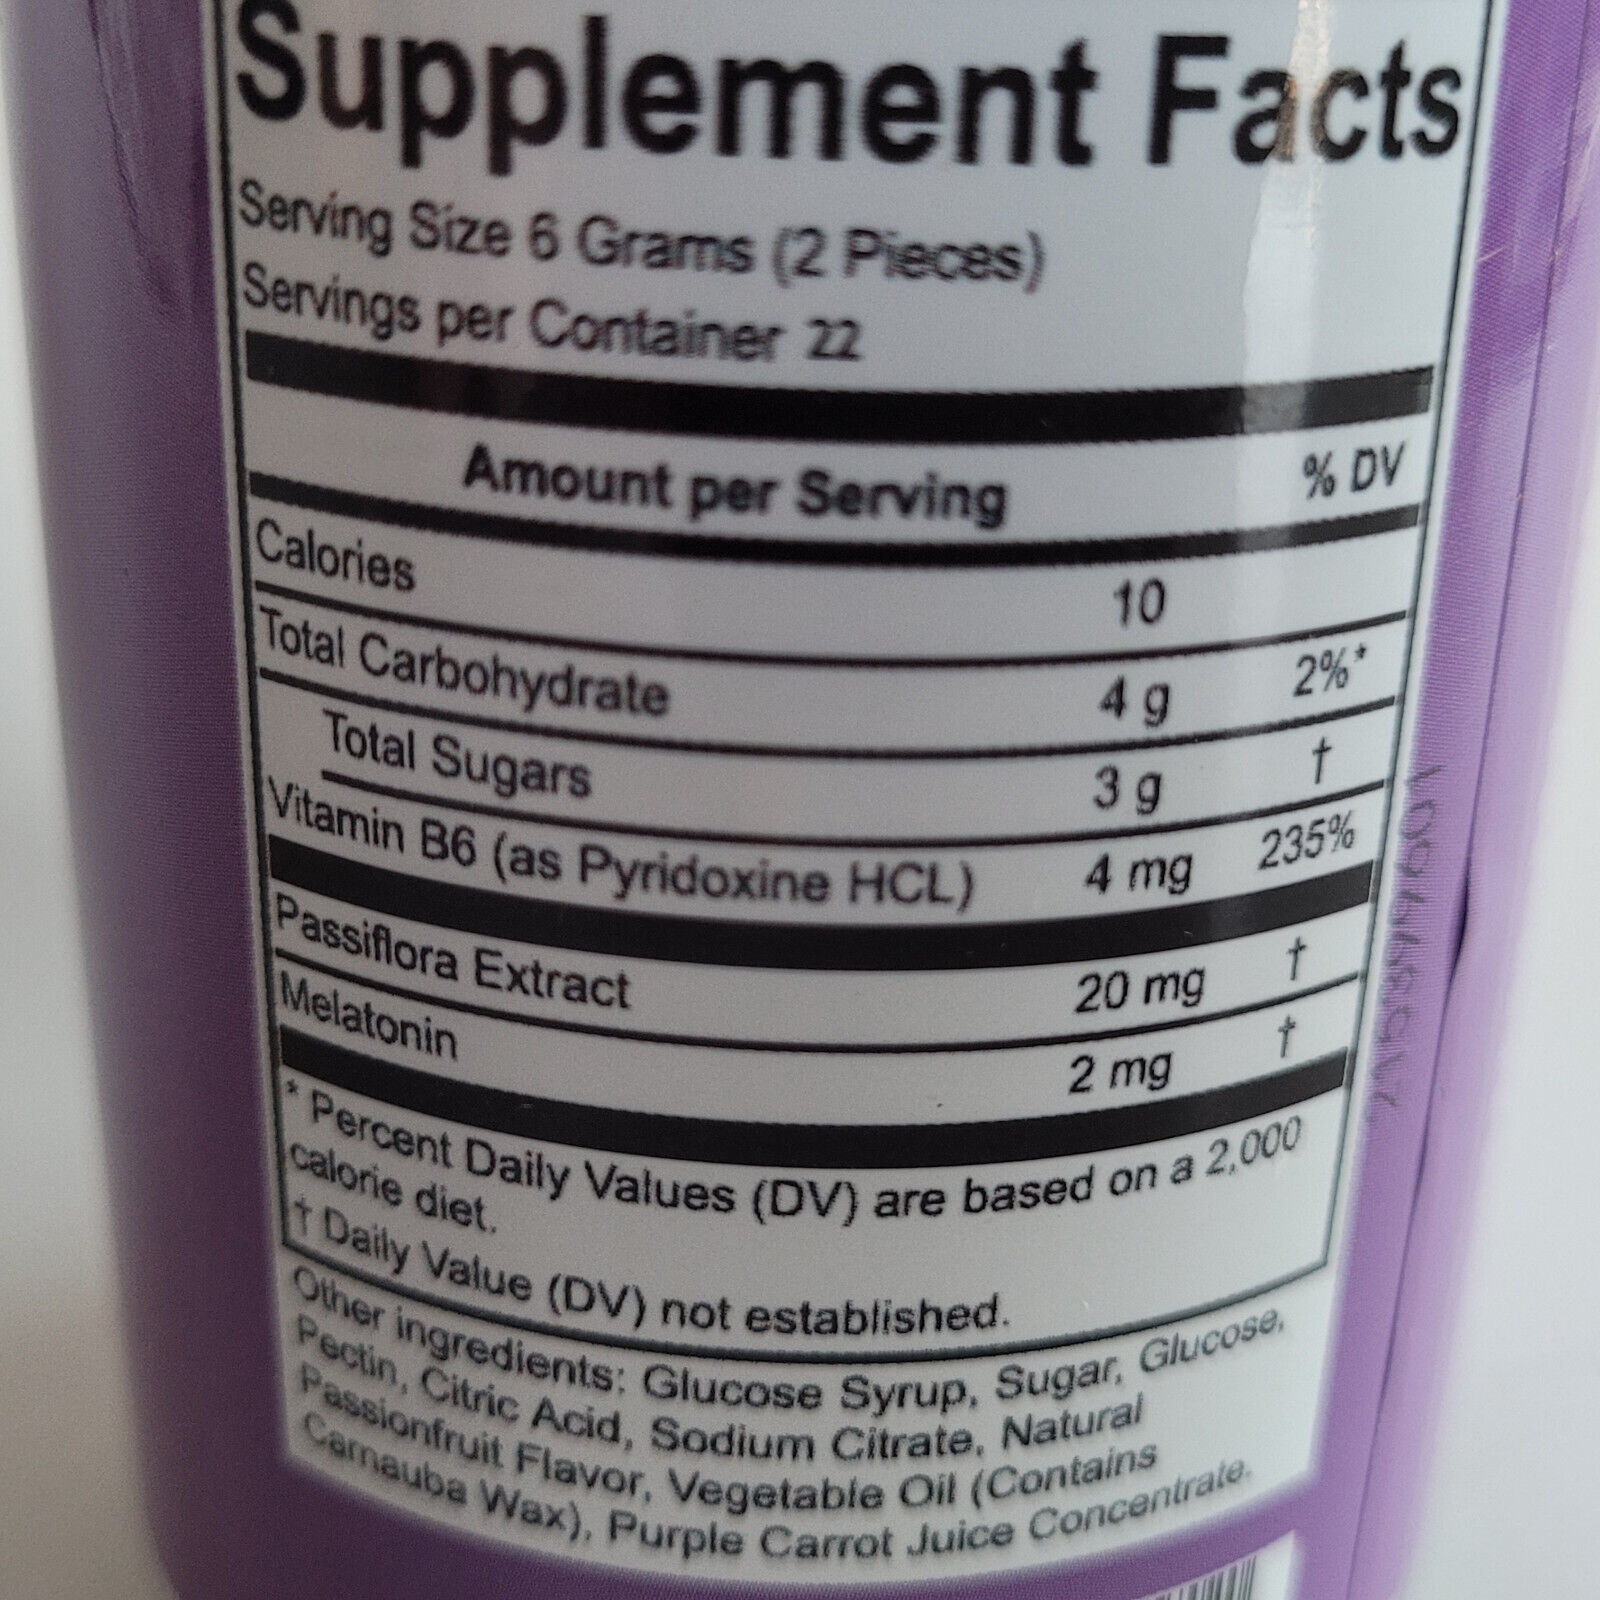 Supplement Facts
Serving Size 6 Grams (2 Pieces)
Servings per Container 22
Amount per Serving % DV
Calories 10
Total Carbohydrate 4 g 2%*
Total Sugars 3 g †
Vitamin B6 (as Pyridoxine HCL) 4 mg 235%
Passiflora Extract 20 mg †
Melatonin 2 mg †
* Percent Daily Values (DV) are based on a 2,000
calorie diet.
† Daily Value (DV) not established.
Other ingredients: Glucose Syrup, Sugar, Glucose,
Pectin, Citric Acid, Sodium Citrate, Natural
Passionfruit Flavor, Vegetable Oil (Contains
Carnauba Wax), Purple Carrot Juice Concentrate.